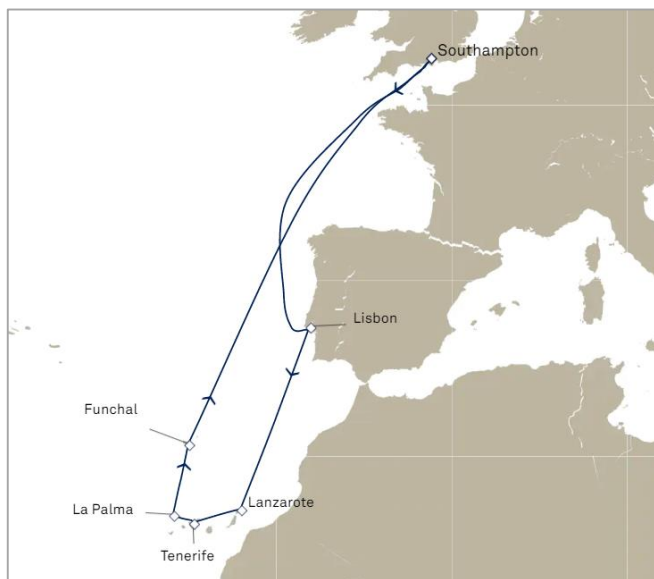 Southampton
Lisbon
Funchal
La Palma
Lanzarote
Tenerife